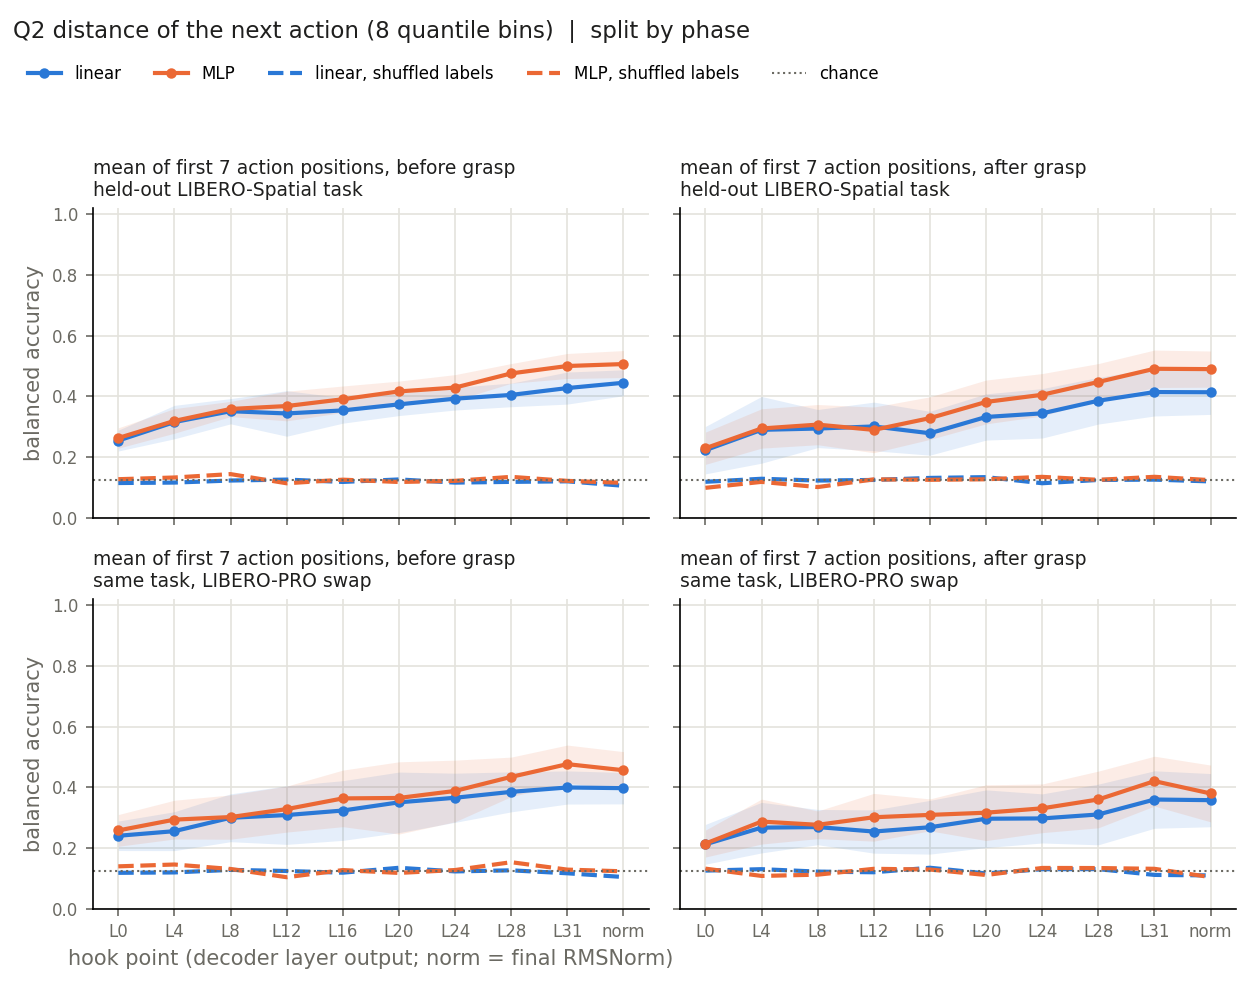 Q2 distance of the next action (8 quantile bins)  |  split by phase
linear
MLP
linear, shuffled labels
MLP, shuffled labels
chance
mean of first 7 action positions, before grasp
held-out LIBERO-Spatial task
mean of first 7 action positions, after grasp
held-out LIBERO-Spatial task
balanced accuracy
1.0
0.8
0.6
0.4
0.2
0.0
mean of first 7 action positions, before grasp
same task, LIBERO-PRO swap
mean of first 7 action positions, after grasp
same task, LIBERO-PRO swap
balanced accuracy
1.0
0.8
0.6
0.4
0.2
0.0
L0 L4 L8 L12 L16 L20 L24 L28 L31 norm
L0 L4 L8 L12 L16 L20 L24 L28 L31 norm
hook point (decoder layer output; norm = final RMSNorm)